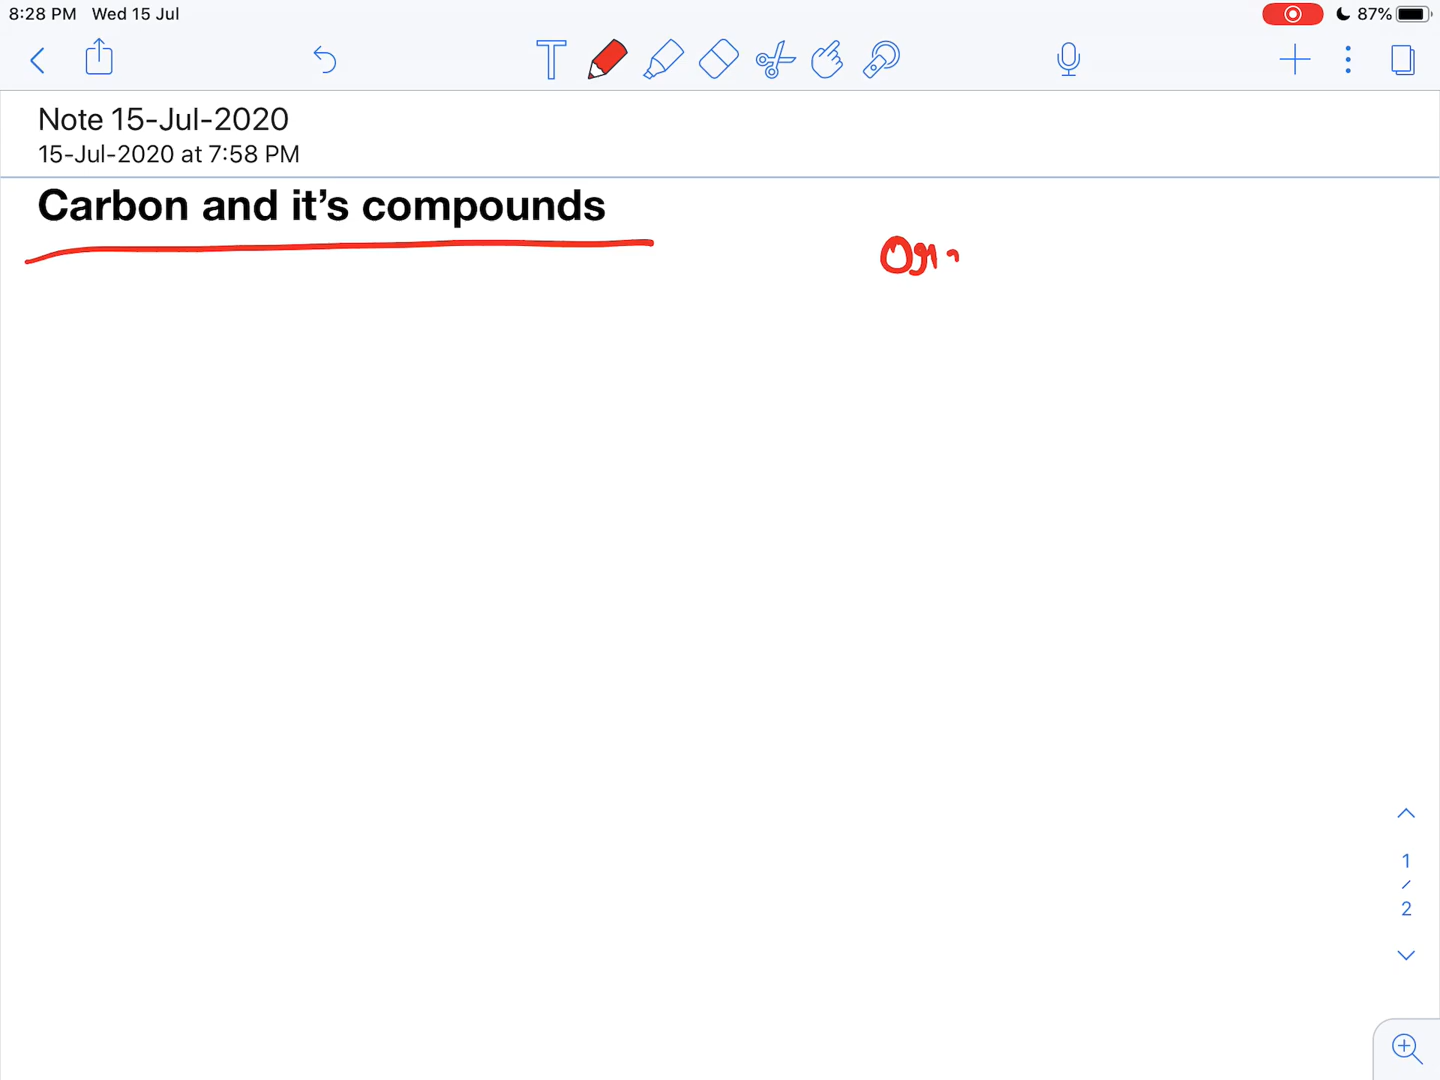 8:28 PM Wed 15 Jul
87%
T
Note 15-Jul-2020
15-Jul-2020 at 7:58 PM
Carbon and it’s compounds
1
/
2